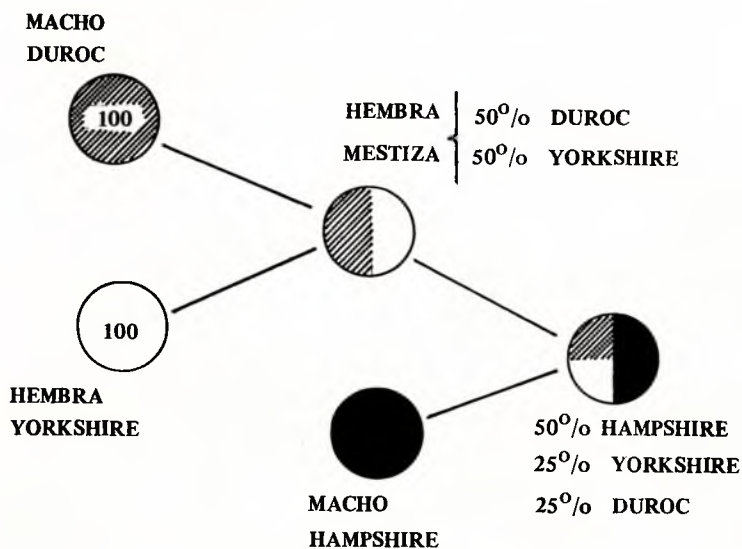 MACHO
DUROC
100
HEMBRA 50°/o DUROC
MESTIZA 50°/o YORKSHIRE
100
HEMBRA
YORKSHIRE
MACHO
HAMPSHIRE
50°/o HAMPSHIRE
25°/o YORKSHIRE
25°/o DUROC